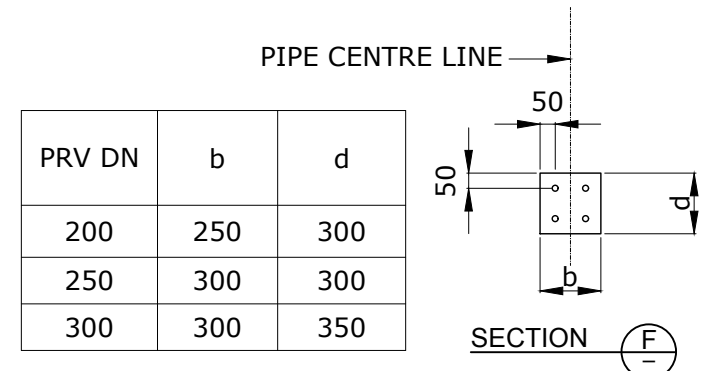 PIPE CENTRE LINE
50
50
d
b
PRV DN b d
200 250 300
250 300 300
300 300 350
SECTION F
–